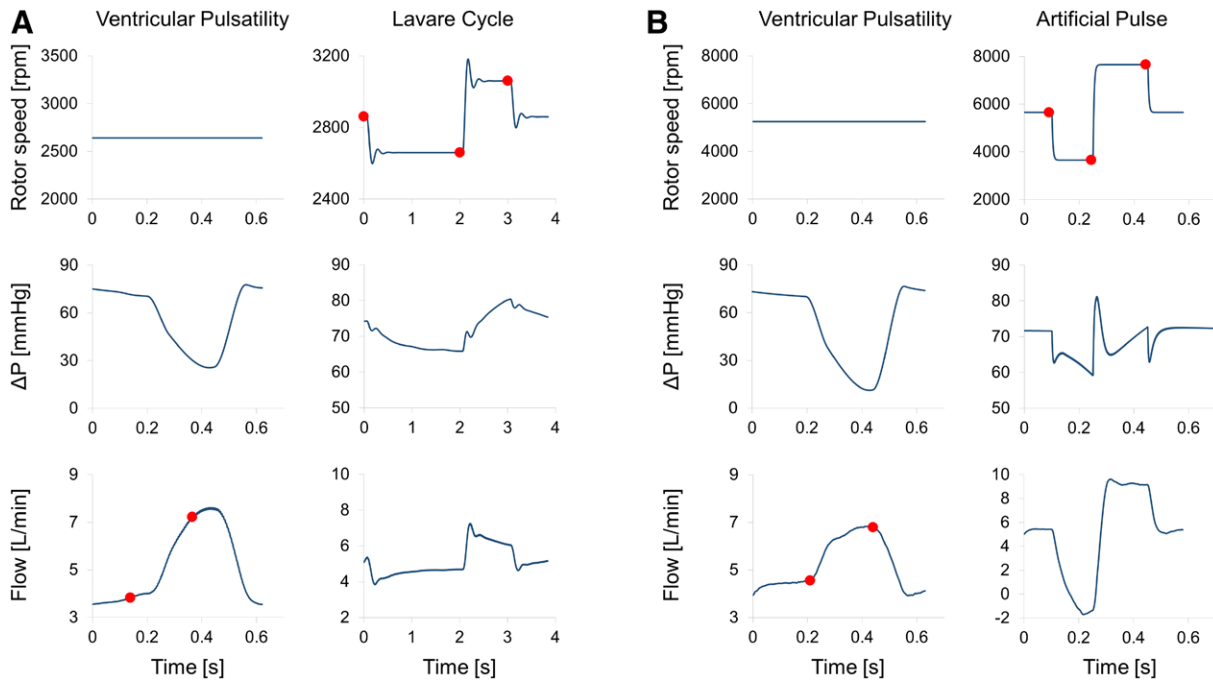 A
Ventricular Pulsatility
Lavare Cycle
Rotor speed [rpm]
3500
3000
2500
2000
0 0.2 0.4 0.6
3200
2800
2400
0 1 2 3 4
ΔP [mmHg]
90
60
30
0
0 0.2 0.4 0.6
90
80
70
60
50
0 1 2 3 4
Flow [L/min]
9
7
5
3
0 0.2 0.4 0.6
Time [s]
10
8
6
4
2
0 1 2 3 4
Time [s]
B
Ventricular Pulsatility
Artificial Pulse
Rotor speed [rpm]
8000
6000
4000
2000
0 0.2 0.4 0.6
8000
6000
4000
2000
0 0.2 0.4 0.6
ΔP [mmHg]
90
60
30
0
0 0.2 0.4 0.6
90
80
70
60
50
0 0.2 0.4 0.6
Flow [L/min]
9
7
5
3
0 0.2 0.4 0.6
Time [s]
10
8
6
4
2
0
-2
0 0.2 0.4 0.6
Time [s]